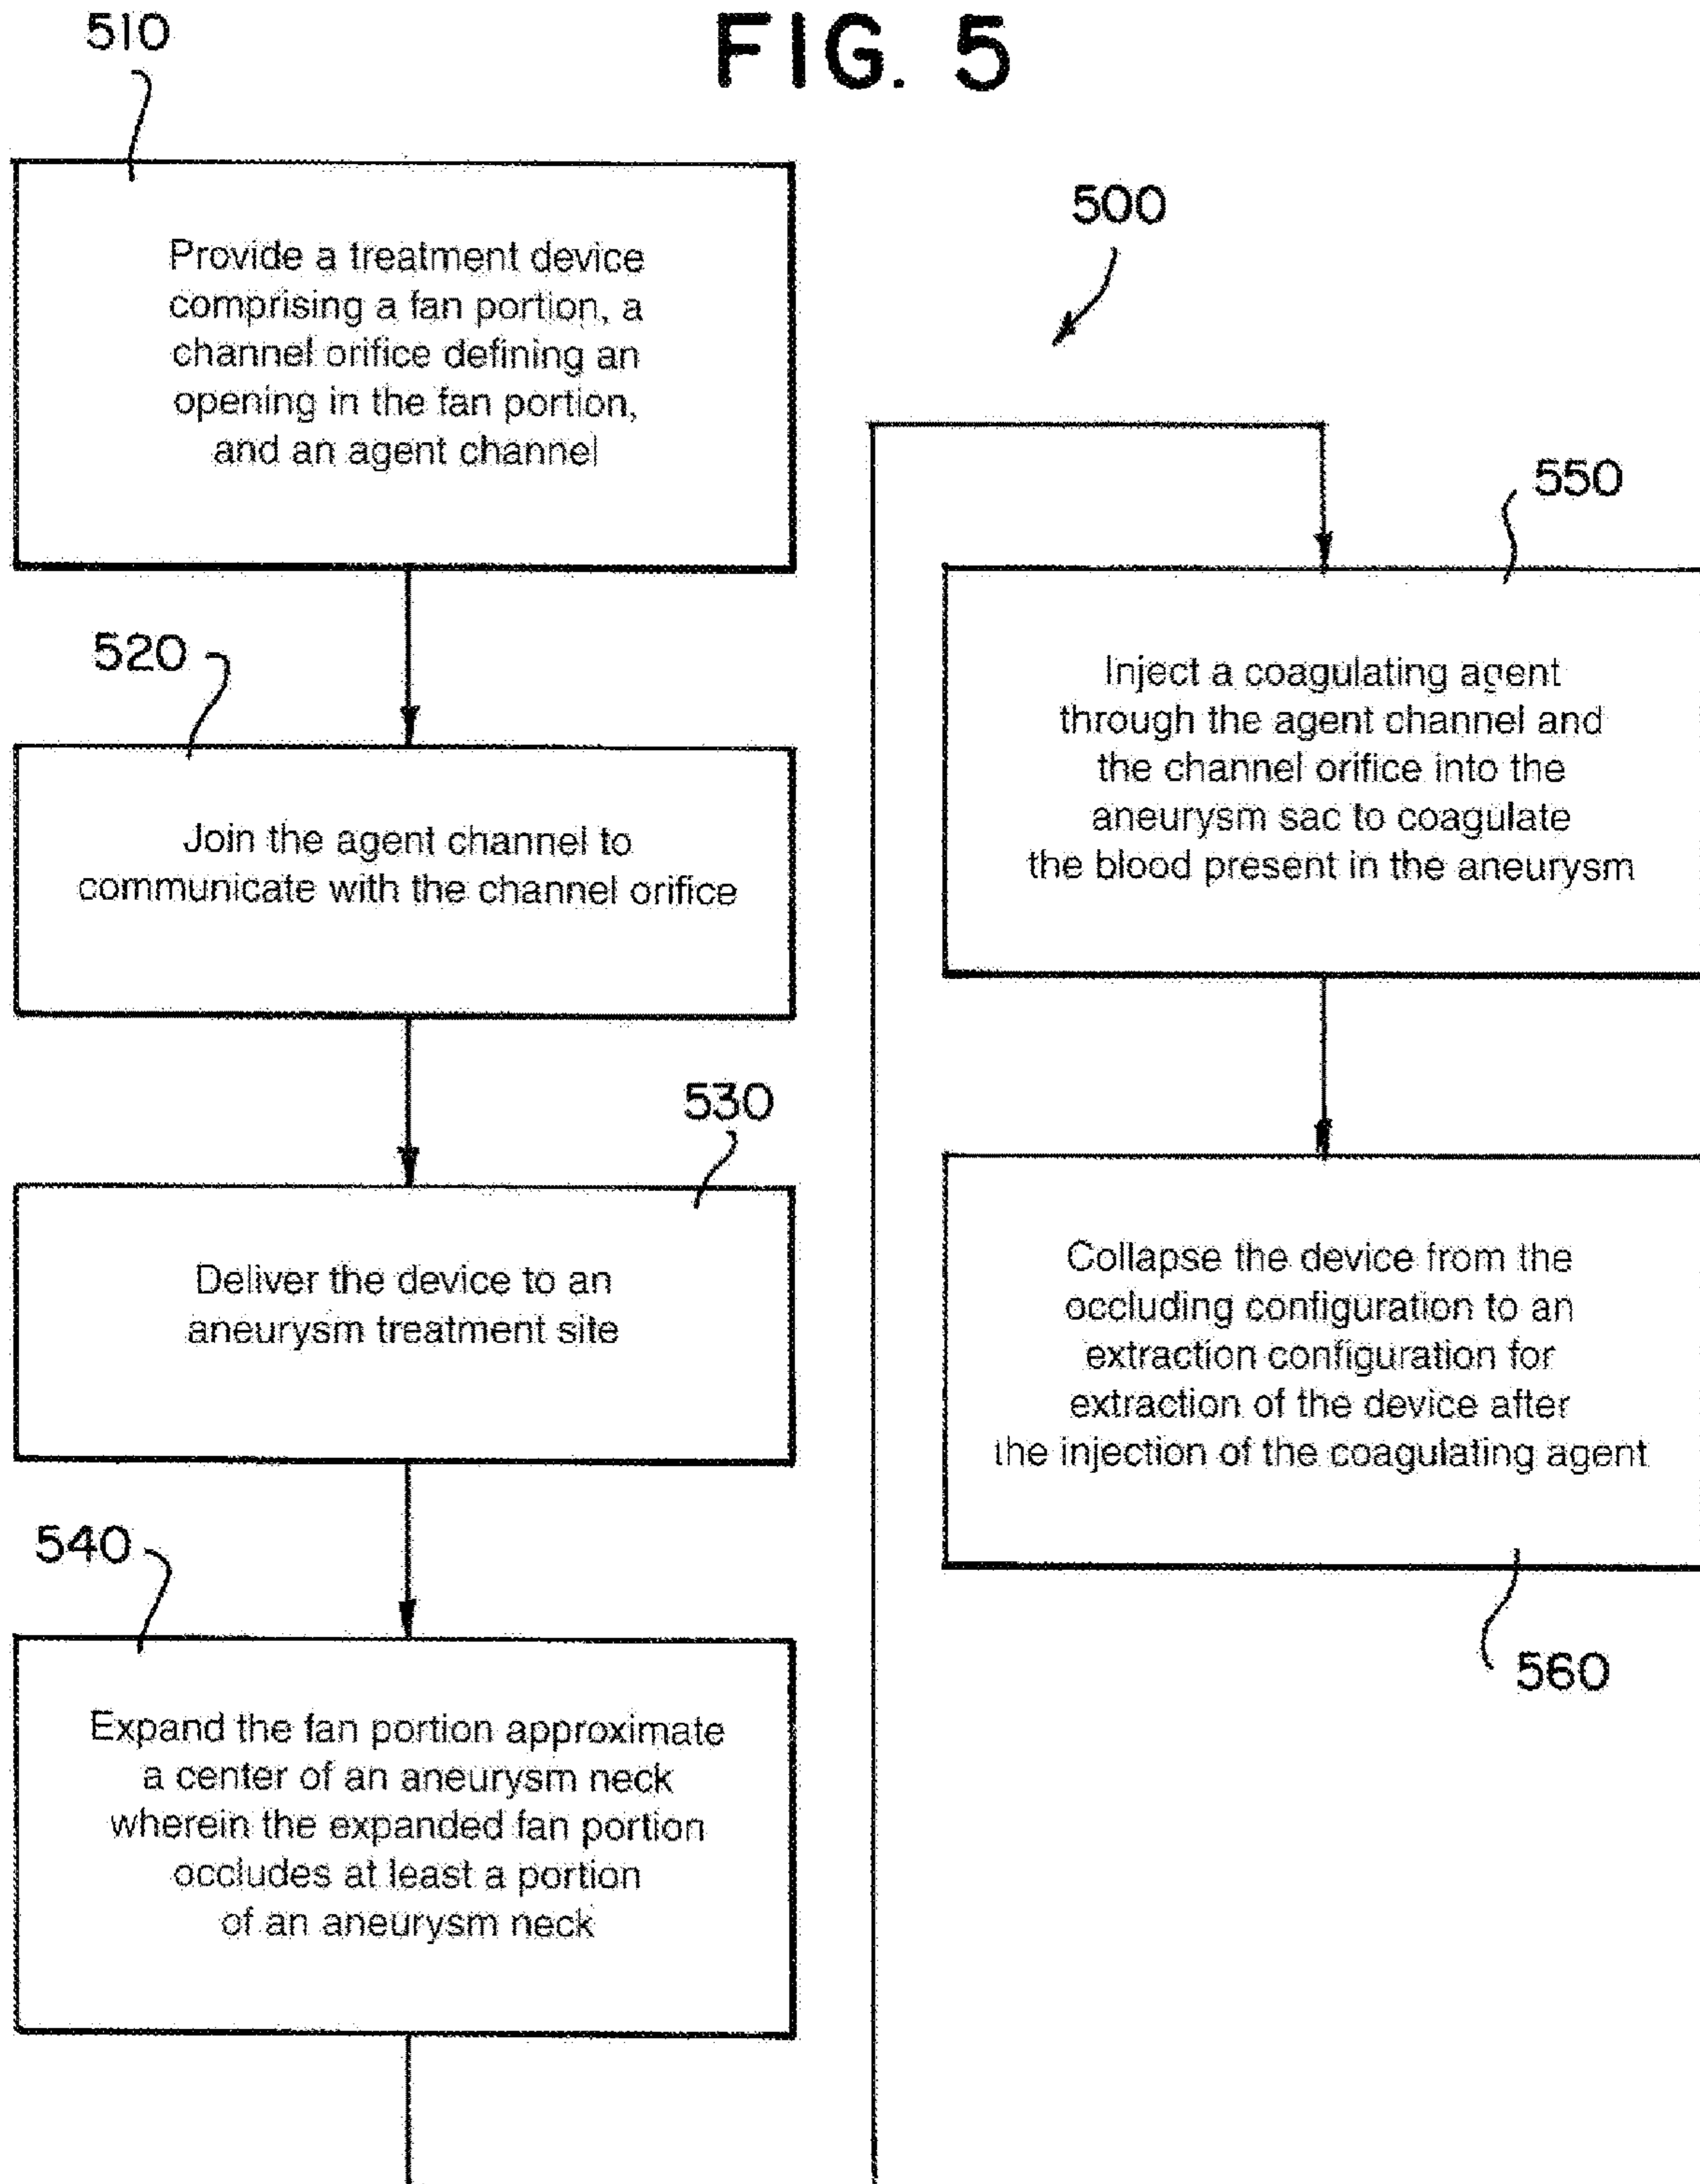 FIG. 5
510
Provide a treatment device
comprising a fan portion, a
channel orifice defining an
opening in the fan portion,
and an agent channel
520
Join the agent channel to
communicate with the channel orifice
530
Deliver the device to an
aneurysm treatment site
540
Expand the fan portion approximate
a center of an aneurysm neck
wherein the expanded fan portion
occludes at least a portion
of an aneurysm neck
500
550
Inject a coagulating agent
through the agent channel and
the channel orifice into the
aneurysm sac to coagulate
the blood present in the aneurysm
Collapse the device from the
occluding configuration to an
extraction configuration for
extraction of the device after
the injection of the coagulating agent
560